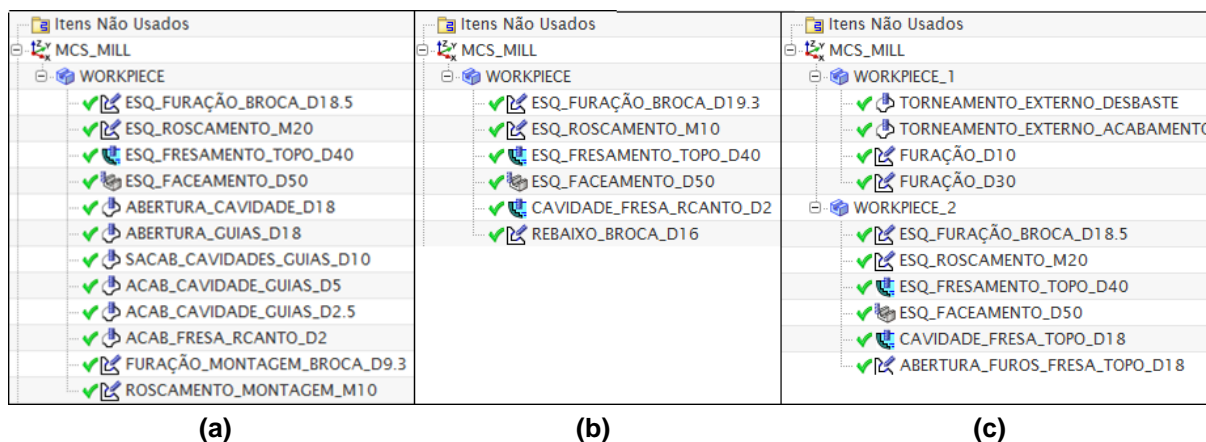 Itens Não Usados
MCS_MILL
WORKPIECE
ESQ_FURAÇÃO_BROCA_D18.5
ESQ_ROSCAMENTO_M20
ESQ_FRESAMENTO_TOPO_D40
ESQ_FACEAMENTO_D50
ABERTURA_CAVIDADE_D18
ABERTURA_GUIAS_D18
SACAB_CAVIDADES_GUIAS_D10
ACAB_CAVIDADE_GUIAS_D5
ACAB_CAVIDADE_GUIAS_D2.5
ACAB_FRESA_RCANTO_D2
FURAÇÃO_MONTAGEM_BROCA_D9.3
ROSCAMENTO_MONTAGEM_M10
(a)
Itens Não Usados
MCS_MILL
WORKPIECE
ESQ_FURAÇÃO_BROCA_D19.3
ESQ_ROSCAMENTO_M10
ESQ_FRESAMENTO_TOPO_D40
ESQ_FACEAMENTO_D50
CAVIDADE_FRESA_RCANTO_D2
REBAIXO_BROCA_D16
(b)
Itens Não Usados
MCS_MILL
WORKPIECE_1
TORNEAMENTO_EXTERNO_DESBASTE
TORNEAMENTO_EXTERNO_ACABAMENTO
FURAÇÃO_D10
FURAÇÃO_D30
WORKPIECE_2
ESQ_FURAÇÃO_BROCA_D18.5
ESQ_ROSCAMENTO_M20
ESQ_FRESAMENTO_TOPO_D40
ESQ_FACEAMENTO_D50
CAVIDADE_FRESA_TOPO_D18
ABERTURA_FUROS_FRESA_TOPO_D18
(c)